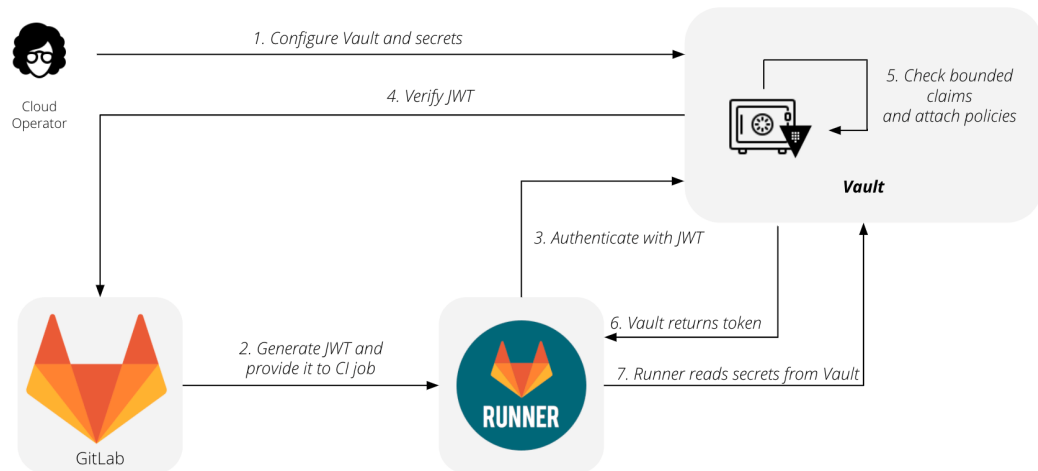 1. Configure Vault and secrets
Cloud
Operator
4. Verify JWT
5. Check bounded
claims
and attach policies
Vault
3. Authenticate with JWT
2. Generate JWT and
provide it to CI job
6. Vault returns token
7. Runner reads secrets from Vault
RUNNER
GitLab